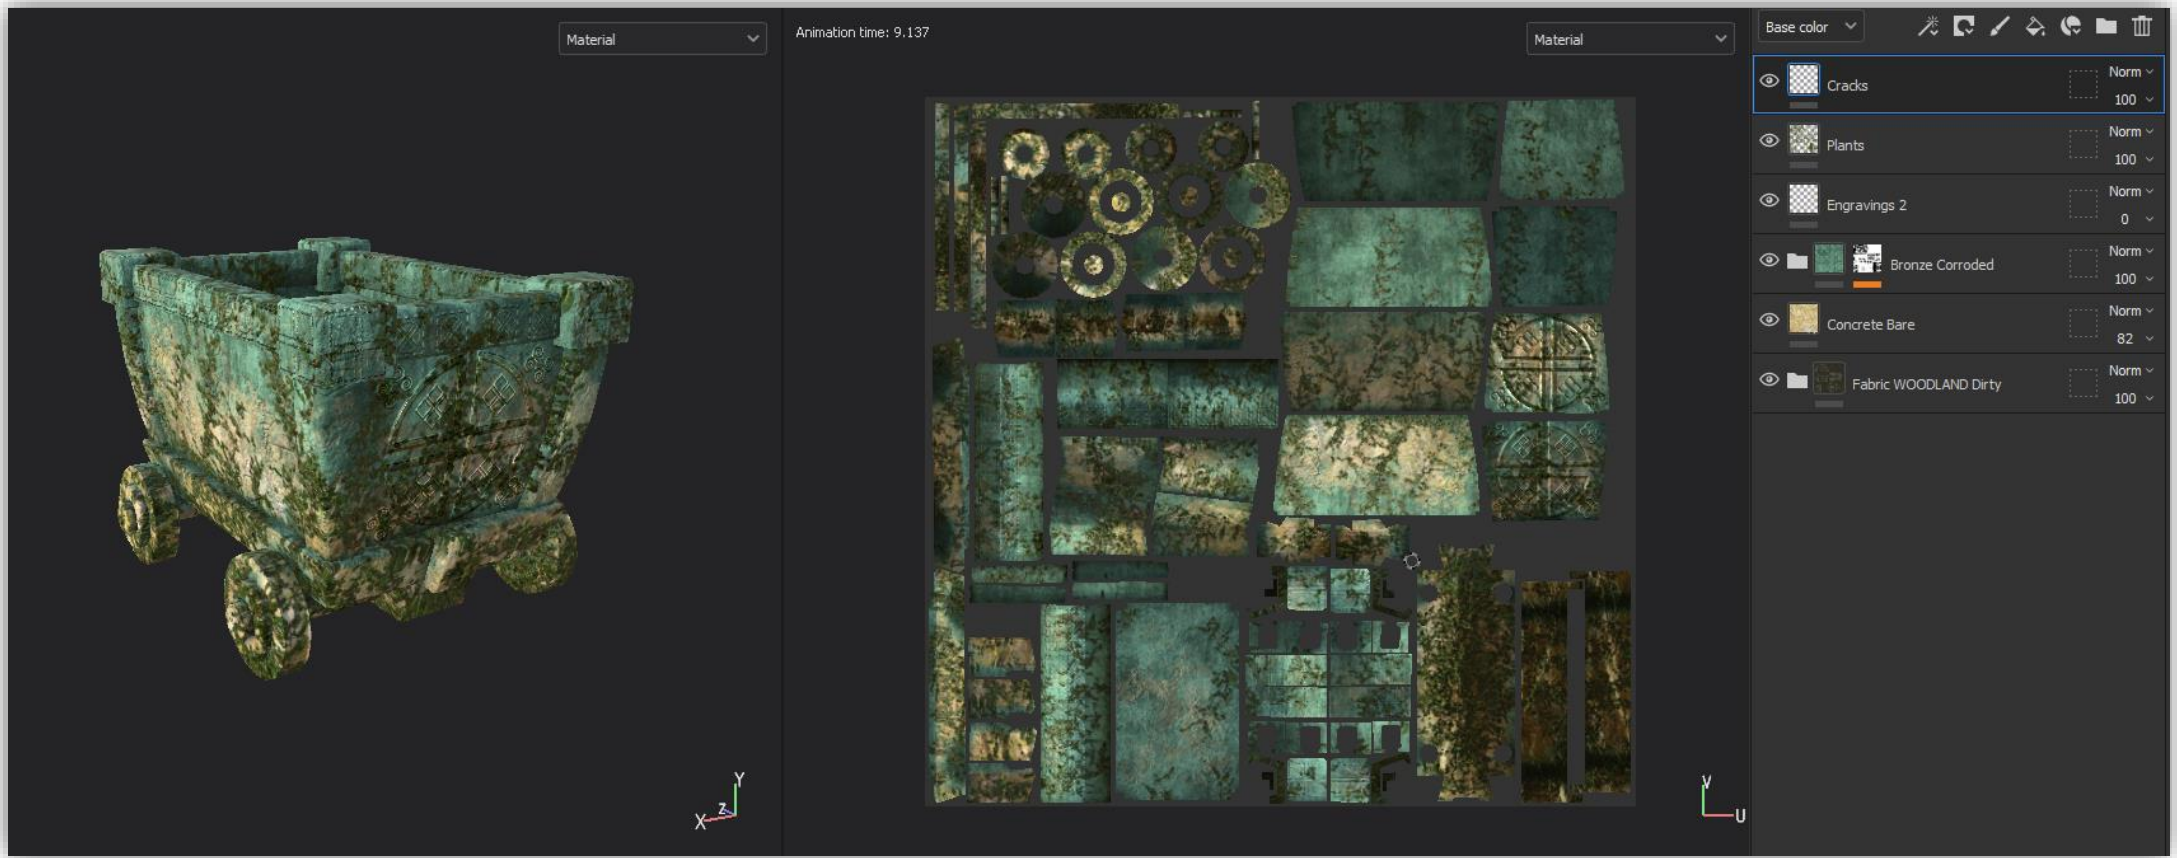 Material
Animation time: 9.137
Material
Base color
Cracks
Norm
100
Plants
Norm
100
Engravings 2
Norm
0
Bronze Corroded
Norm
100
Concrete Bare
Norm
82
Fabric WOODLAND Dirty
Norm
100
Y
Z
X
V
U